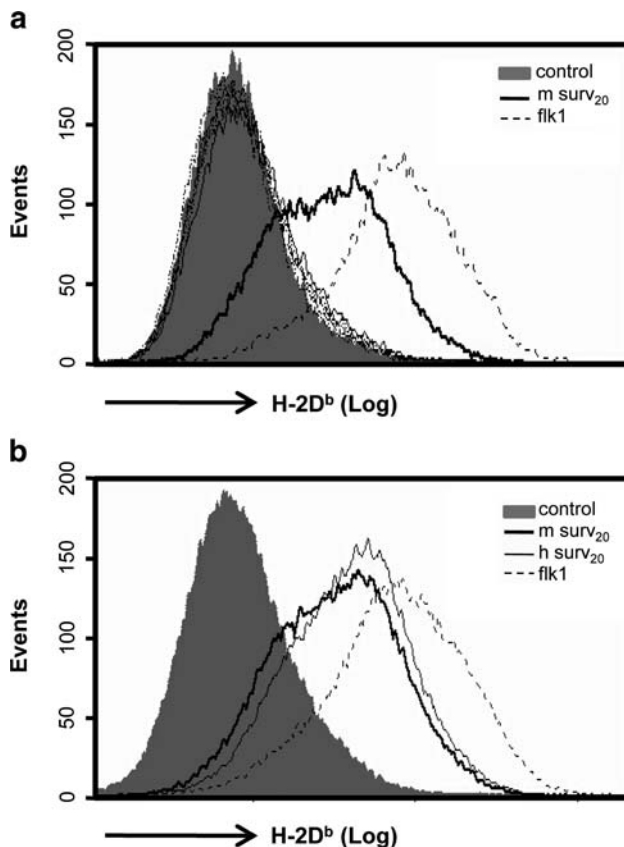 a
200
150
100
50
0
Events
control
m surv₂₀
flk1
H-2Dᵇ (Log)
b
200
150
100
50
0
Events
control
m surv₂₀
h surv₂₀
flk1
H-2Dᵇ (Log)